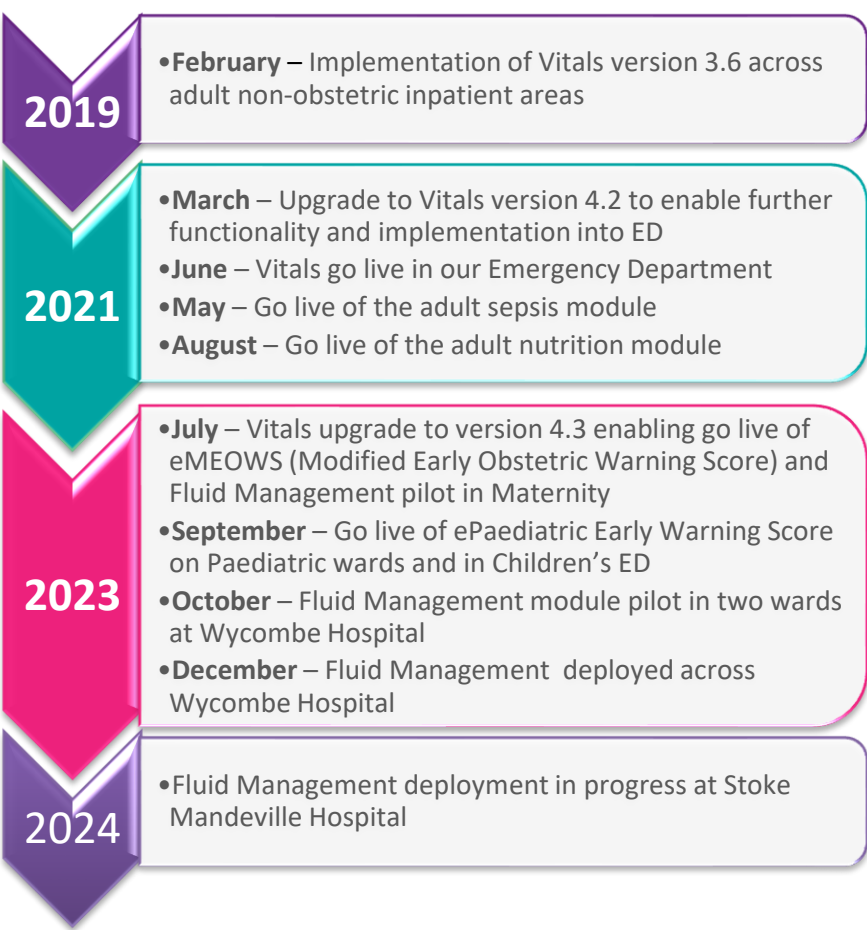 2019
•February – Implementation of Vitals version 3.6 across
adult non-obstetric inpatient areas
2021
•March – Upgrade to Vitals version 4.2 to enable further
functionality and implementation into ED
•June – Vitals go live in our Emergency Department
•May – Go live of the adult sepsis module
•August – Go live of the adult nutrition module
2023
•July – Vitals upgrade to version 4.3 enabling go live of
eMEOWS (Modified Early Obstetric Warning Score) and
Fluid Management pilot in Maternity
•September – Go live of ePaediatric Early Warning Score
on Paediatric wards and in Children’s ED
•October – Fluid Management module pilot in two wards
at Wycombe Hospital
•December – Fluid Management  deployed across
Wycombe Hospital
2024
•Fluid Management deployment in progress at Stoke
Mandeville Hospital